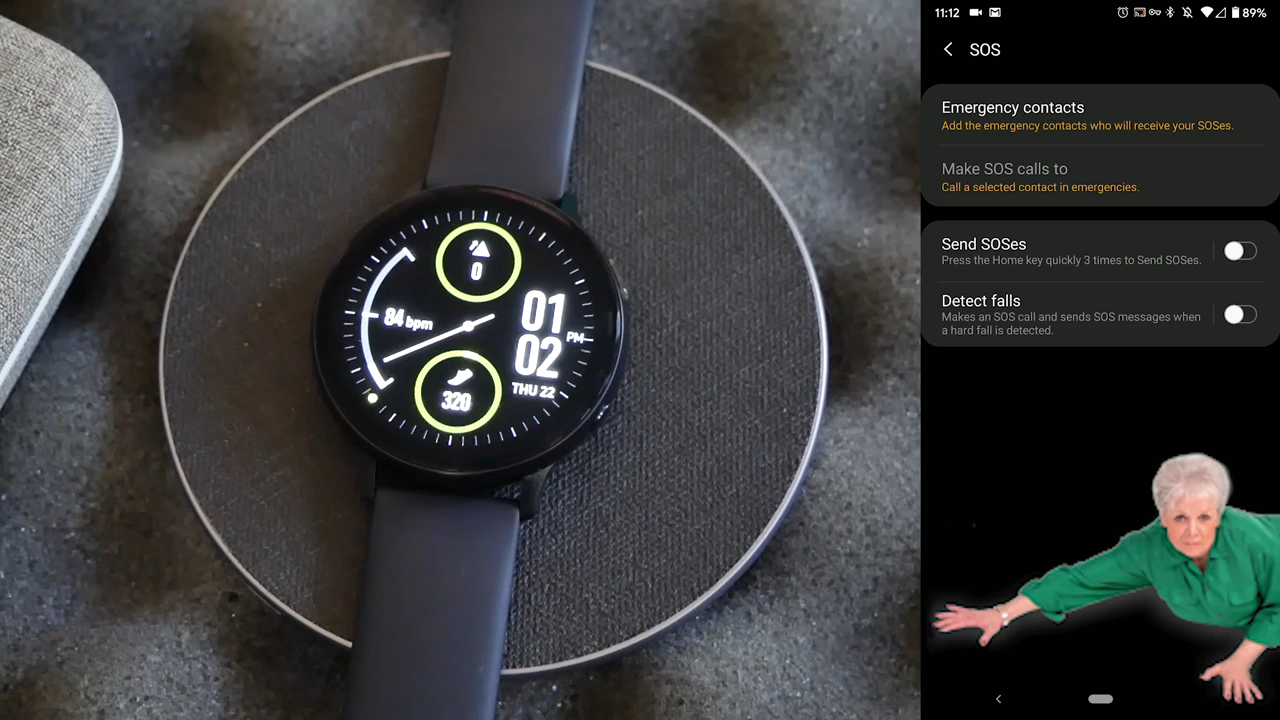 0
84 bpm
01
PM
02
THU 22
320
11:12
89%
SOS
Emergency contacts
Add the emergency contacts who will receive your SOSes.
Make SOS calls to
Call a selected contact in emergencies.
Send SOSes
Press the Home key quickly 3 times to Send SOSes.
Detect falls
Makes an SOS call and sends SOS messages when
a hard fall is detected.